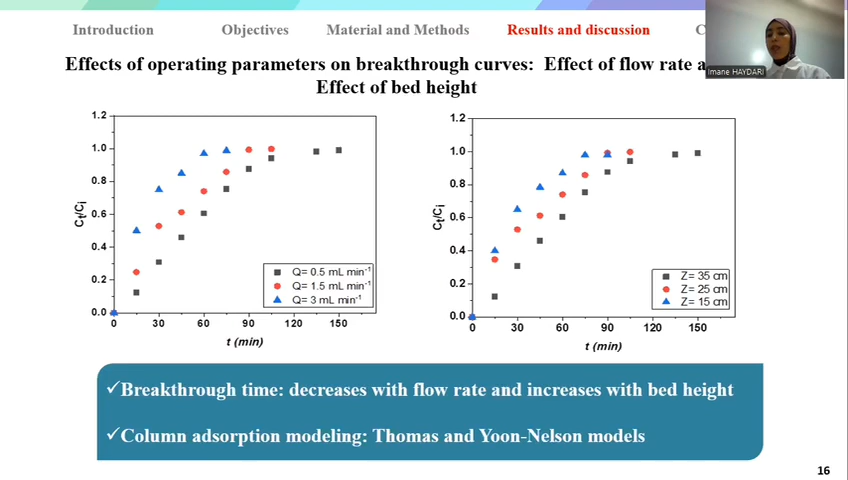 Introduction Objectives Material and Methods Results and discussion C
Imane HAYDARI
Effects of operating parameters on breakthrough curves: Effect of flow rate a
Effect of bed height
1.2
1.0
0.8
0.6
0.4
0.2
0.0
Ct/Ci
0 30 60 90 120 150
t (min)
Q= 0.5 mL min-1
Q= 1.5 mL min-1
Q= 3 mL min-1
1.2
1.0
0.8
0.6
0.4
0.2
0.0
Ct/Ci
0 30 60 90 120 150
t (min)
Z= 35 cm
Z= 25 cm
Z= 15 cm
✓Breakthrough time: decreases with flow rate and increases with bed height
✓Column adsorption modeling: Thomas and Yoon-Nelson models
16